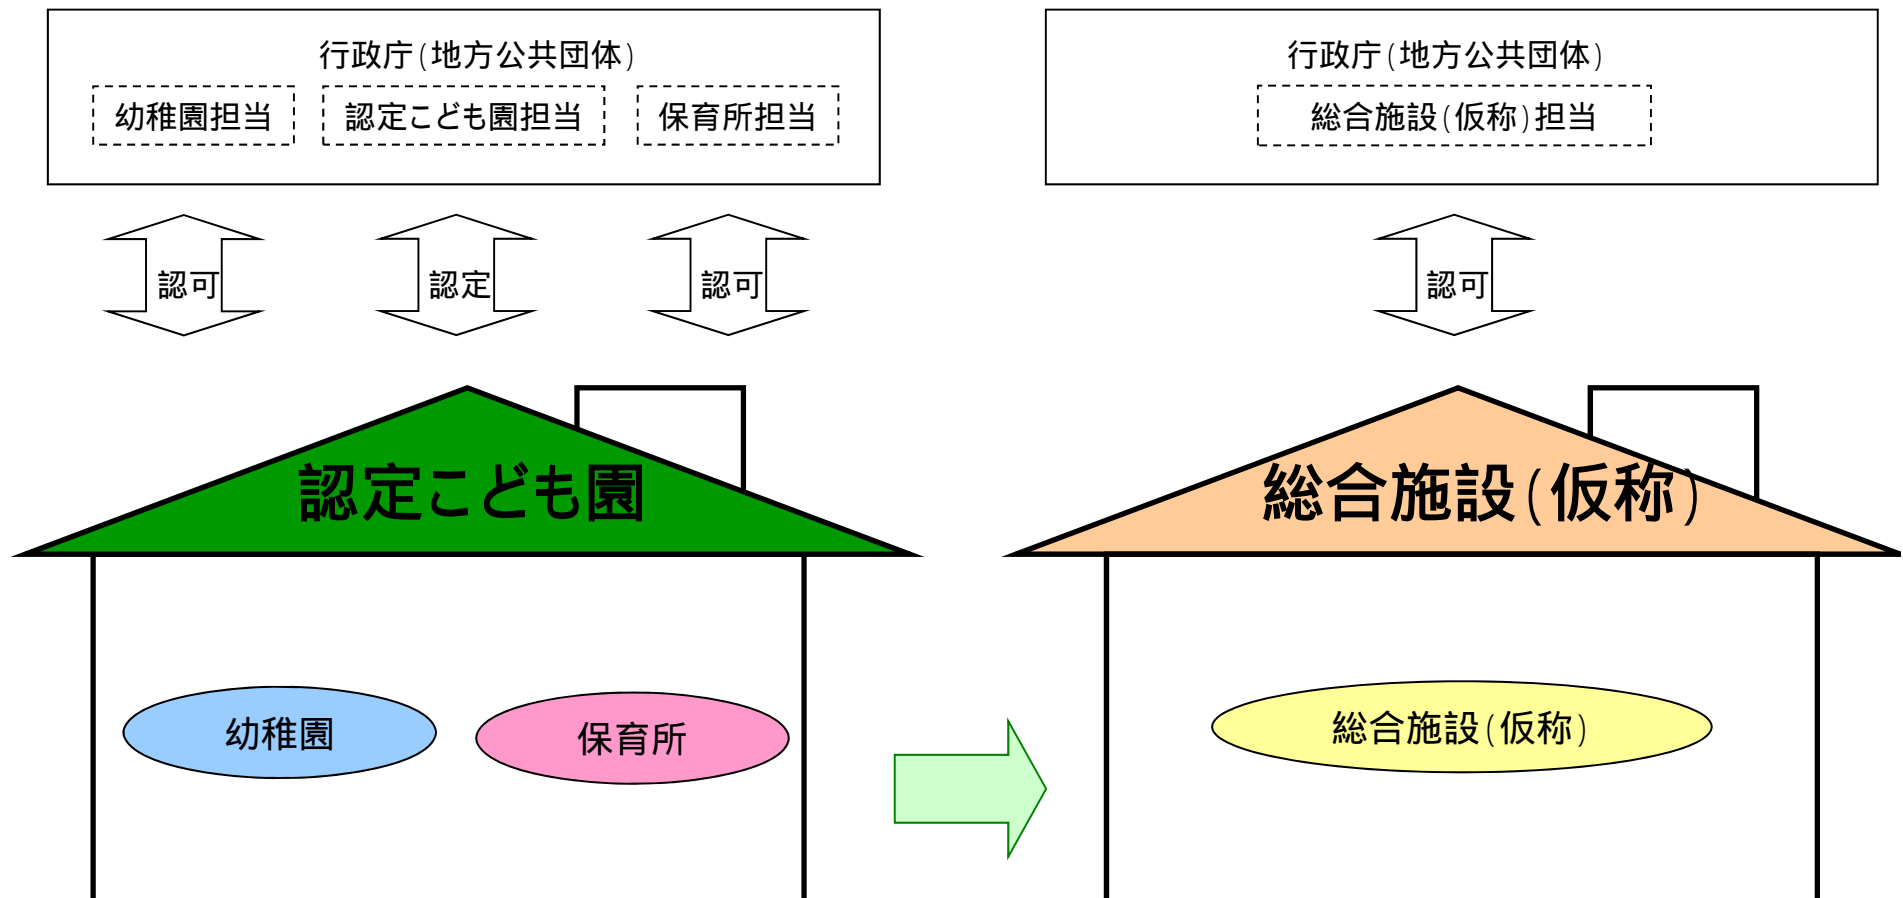 行政庁(地方公共団体)
幼稚園担当
認定こども園担当
保育所担当
認可
認定
認可
認定こども園
幼稚園
保育所
行政庁(地方公共団体)
総合施設(仮称)担当
認可
総合施設(仮称)
総合施設(仮称)